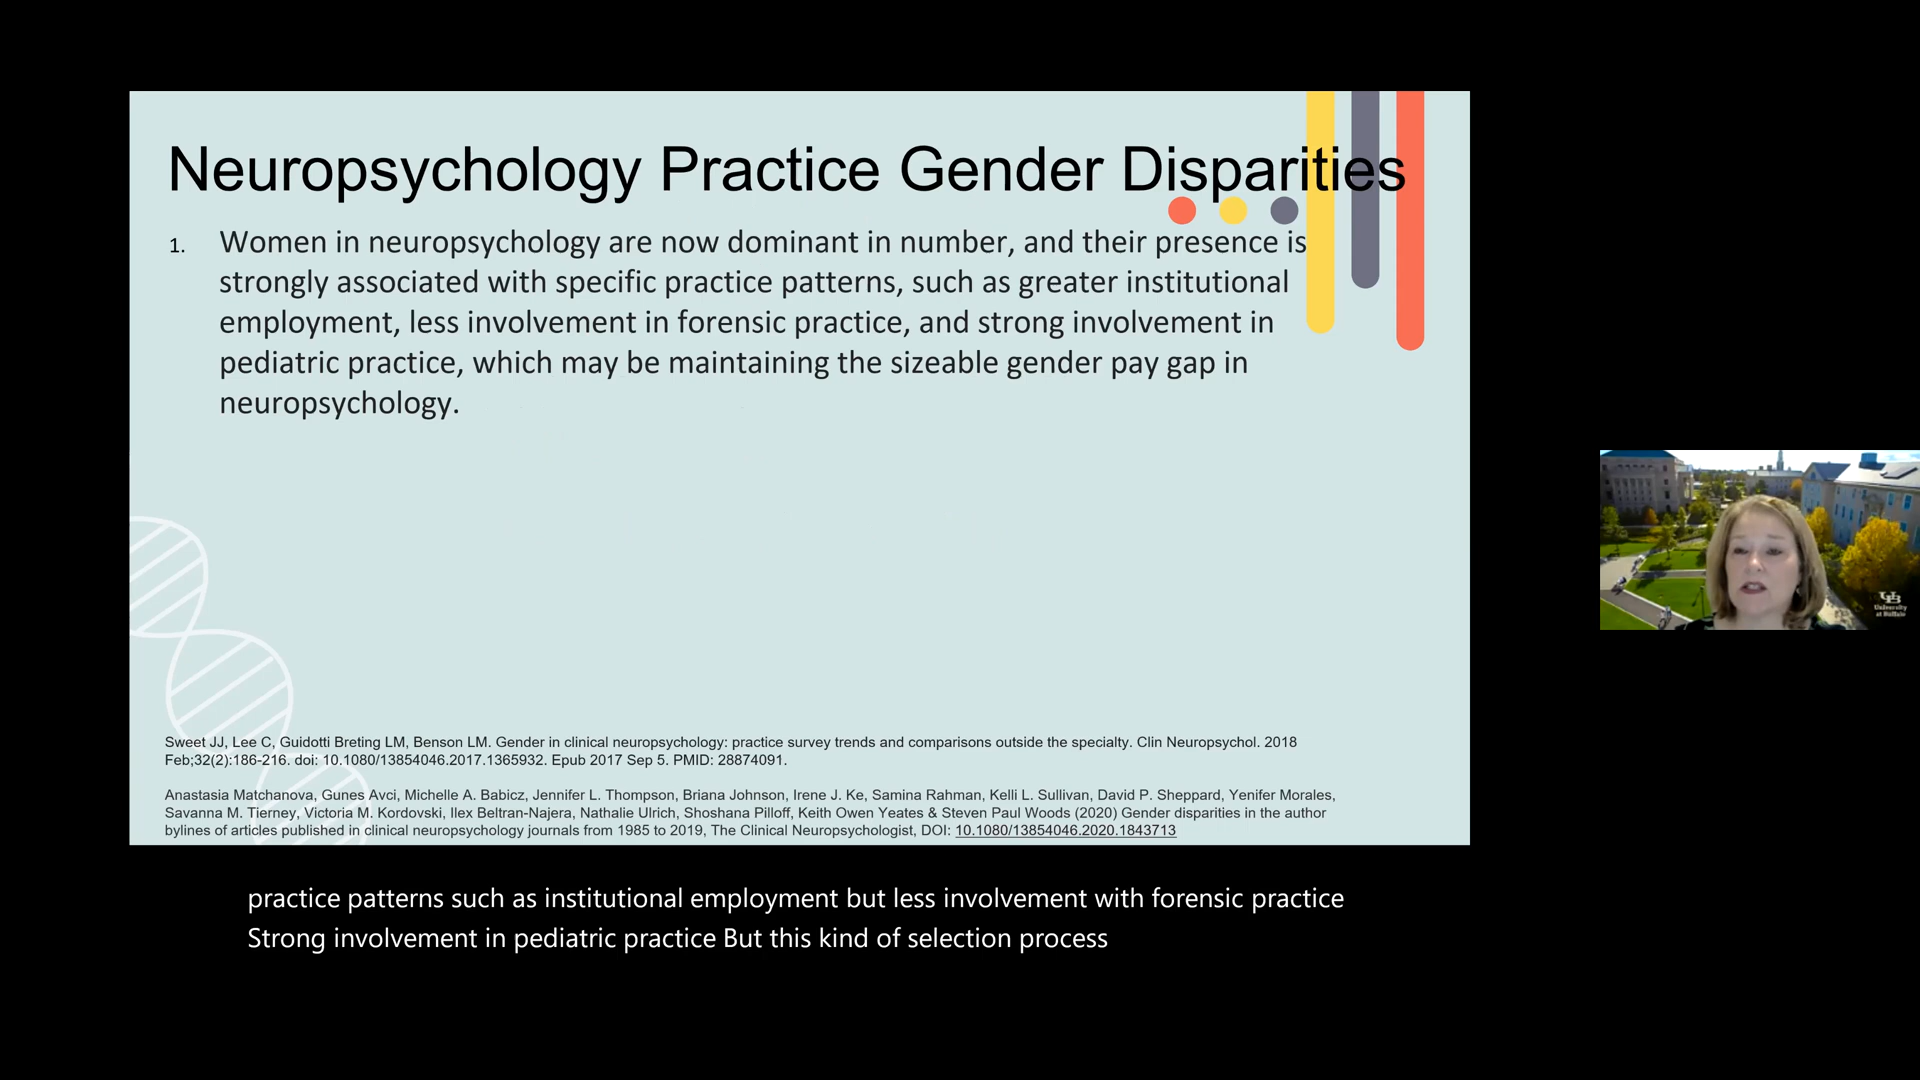 Neuropsychology Practice Gender Disparities
1. Women in neuropsychology are now dominant in number, and their presence is
strongly associated with specific practice patterns, such as greater institutional
employment, less involvement in forensic practice, and strong involvement in
pediatric practice, which may be maintaining the sizeable gender pay gap in
neuropsychology.
Sweet JJ, Lee C, Guidotti Breting LM, Benson LM. Gender in clinical neuropsychology: practice survey trends and comparisons outside the specialty. Clin Neuropsychol. 2018
Feb;32(2):186-216. doi: 10.1080/13854046.2017.1365932. Epub 2017 Sep 5. PMID: 28874091.
Anastasia Matchanova, Gunes Avci, Michelle A. Babicz, Jennifer L. Thompson, Briana Johnson, Irene J. Ke, Samina Rahman, Kelli L. Sullivan, David P. Sheppard, Yenifer Morales,
Savanna M. Tierney, Victoria M. Kordovski, Ilex Beltran-Najera, Nathalie Ulrich, Shoshana Pilloff, Keith Owen Yeates & Steven Paul Woods (2020) Gender disparities in the author
bylines of articles published in clinical neuropsychology journals from 1985 to 2019, The Clinical Neuropsychologist, DOI: 10.1080/13854046.2020.1843713
UB
University
at Buffalo
practice patterns such as institutional employment but less involvement with forensic practice
Strong involvement in pediatric practice But this kind of selection process